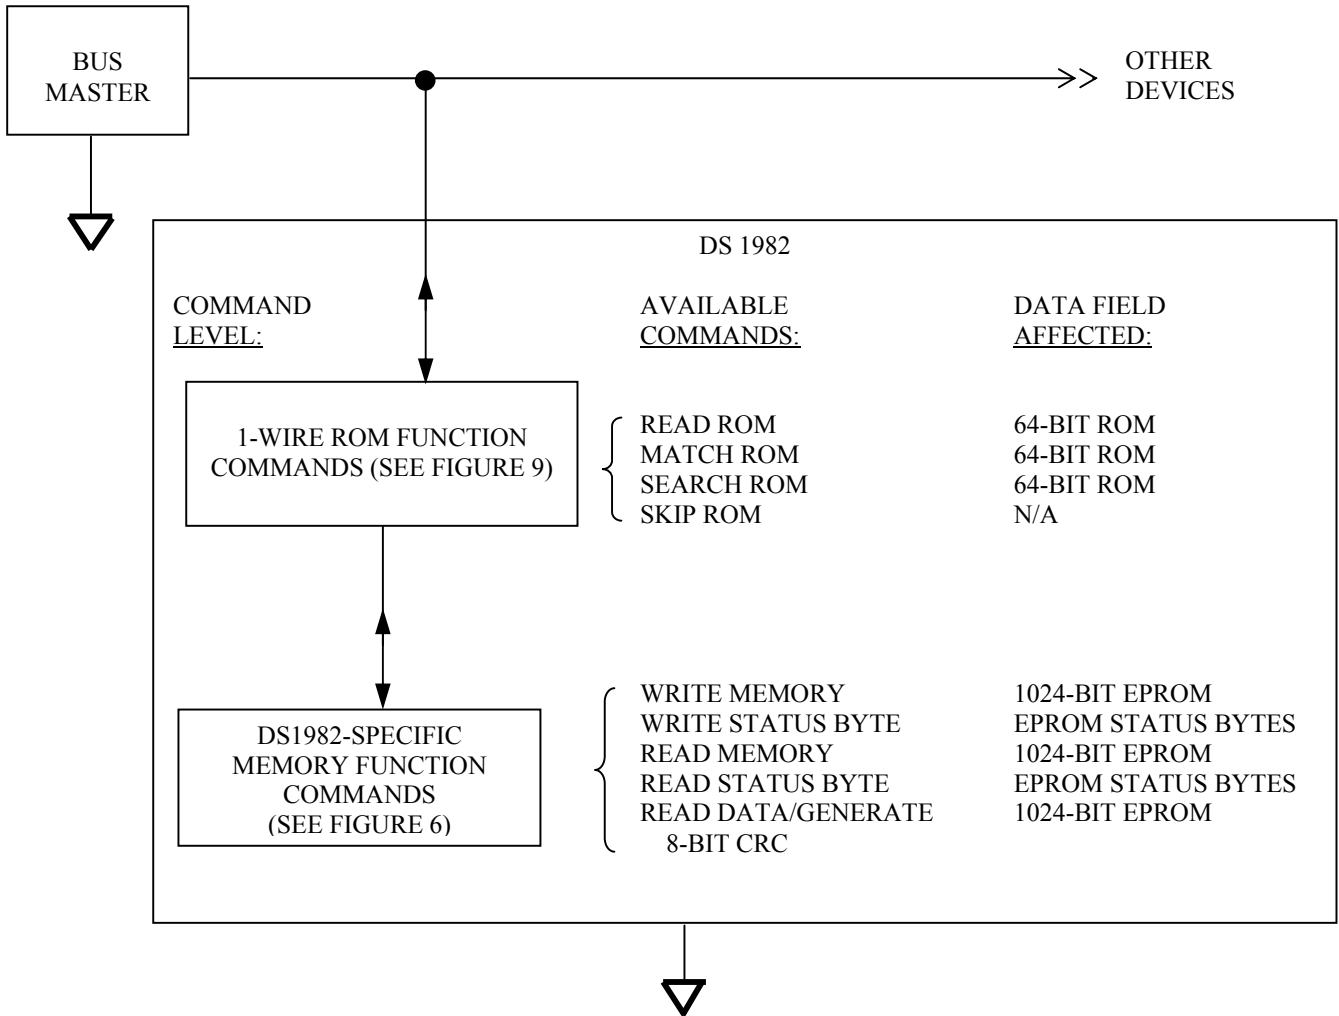 BUS
MASTER
OTHER
DEVICES
DS 1982
COMMAND
LEVEL:
AVAILABLE
COMMANDS:
DATA FIELD
AFFECTED:
1-WIRE ROM FUNCTION
COMMANDS (SEE FIGURE 9)
READ ROM 64-BIT ROM
MATCH ROM 64-BIT ROM
SEARCH ROM 64-BIT ROM
SKIP ROM N/A
DS1982-SPECIFIC
MEMORY FUNCTION
COMMANDS
(SEE FIGURE 6)
WRITE MEMORY 1024-BIT EPROM
WRITE STATUS BYTE EPROM STATUS BYTES
READ MEMORY 1024-BIT EPROM
READ STATUS BYTE EPROM STATUS BYTES
READ DATA/GENERATE 1024-BIT EPROM
8-BIT CRC